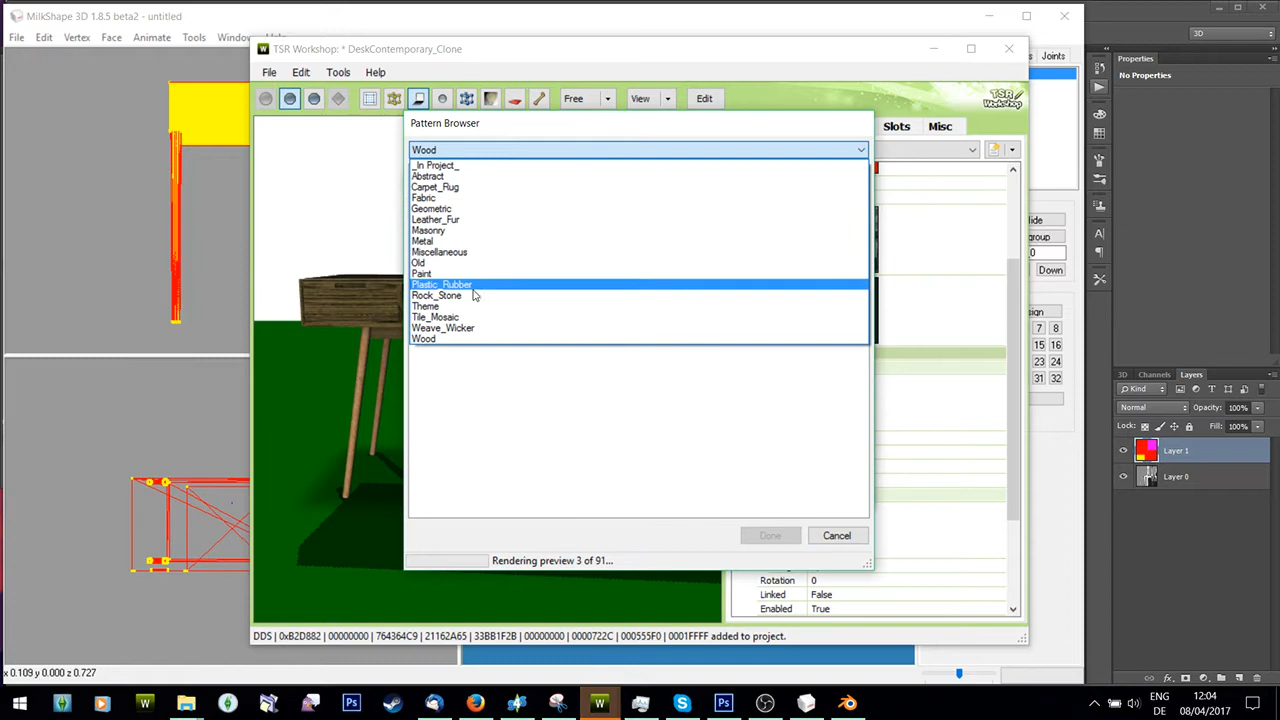 MilkShape 3D 1.8.5 beta2 - untitled
File Edit Vertex Face Animate Tools Window
TSR Workshop: * DeskContemporary_Clone
File Edit Tools Help
Free View Edit
TSR Workshop
Pattern Browser
Slots Misc
Wood
_In Project_
Abstract
Carpet_Rug
Fabric
Geometric
Leather_Fur
Masonry
Metal
Miscellaneous
Old
Paint
Plastic_Rubber
Rock_Stone
Theme
Tile_Mosaic
Weave_Wicker
Wood
Done Cancel
Rendering preview 3 of 91...
Rotation 0
Linked False
Enabled True
DDS | 0xB2D882 | 00000000 | 764364C9 | 21162A65 | 33BB1F2B | 00000000 | 0000722C | 000555F0 | 0001FFFF added to project.
x 0.109 y 0.000 z 0.727
Joints
Down
7 8
15 16
23 24
31 32
3D
Properties
No Properties
3D Channels Layers
Kind
Normal Opacity: 100%
Lock: Fill: 100%
Layer 1
Layer 0
ENG 12:04
DE 08/04/2017